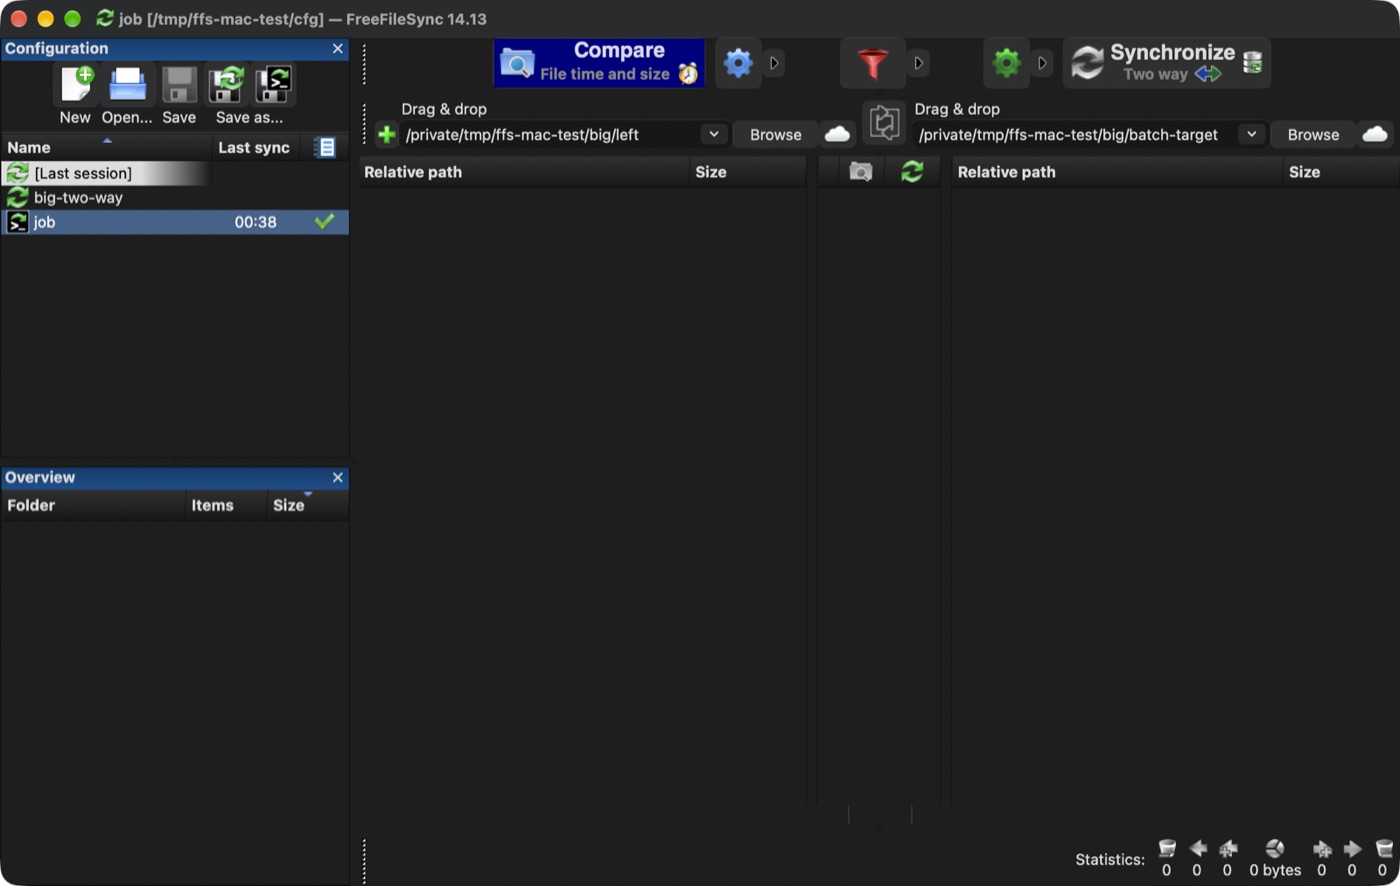 job [/tmp/ffs-mac-test/cfg] — FreeFileSync 14.13
Configuration
New Open... Save Save as...
Name Last sync
[Last session]
big-two-way
job 00:38
Overview
Folder Items Size
Compare
File time and size
Synchronize
Two way
Drag & drop
/private/tmp/ffs-mac-test/big/left Browse
Drag & drop
/private/tmp/ffs-mac-test/big/batch-target Browse
Relative path Size
Relative path Size
Statistics: 0 0 0 0 bytes 0 0 0